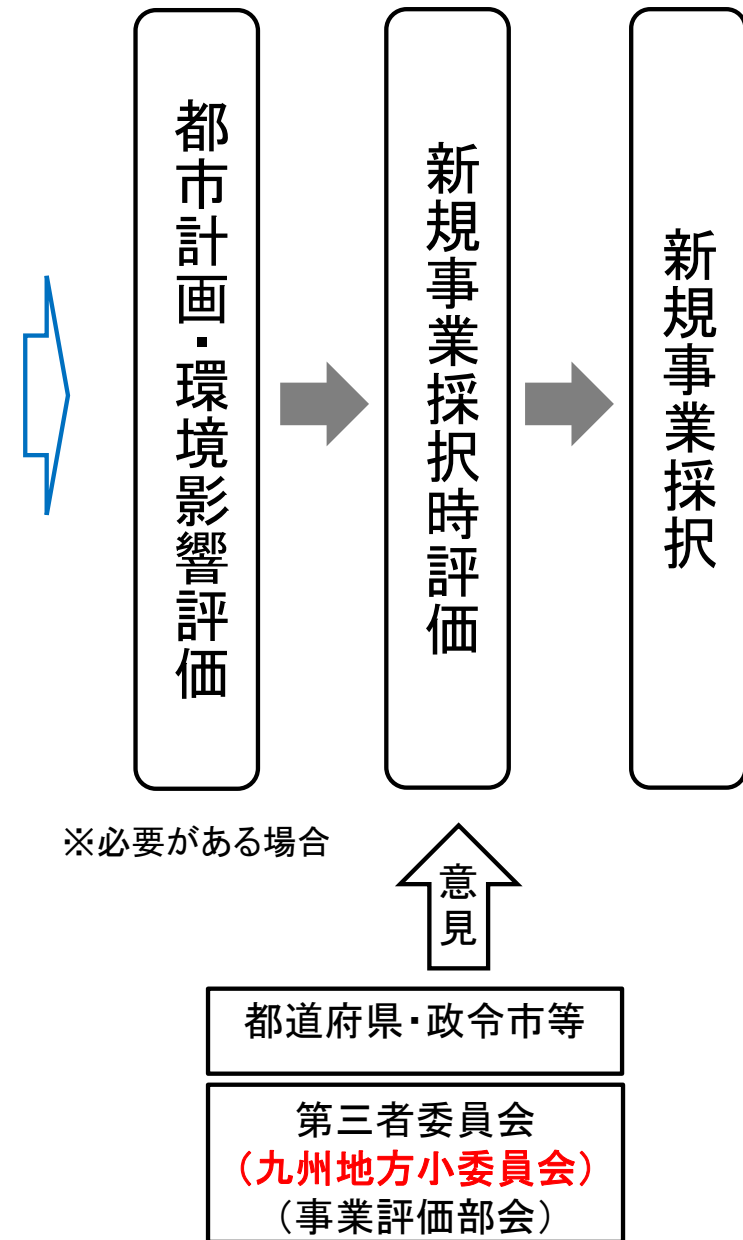 都市計画・環境影響評価
新規事業採択時評価
新規事業採択
※必要がある場合
意見
都道府県・政令市等
第三者委員会
（九州地方小委員会）
（事業評価部会）